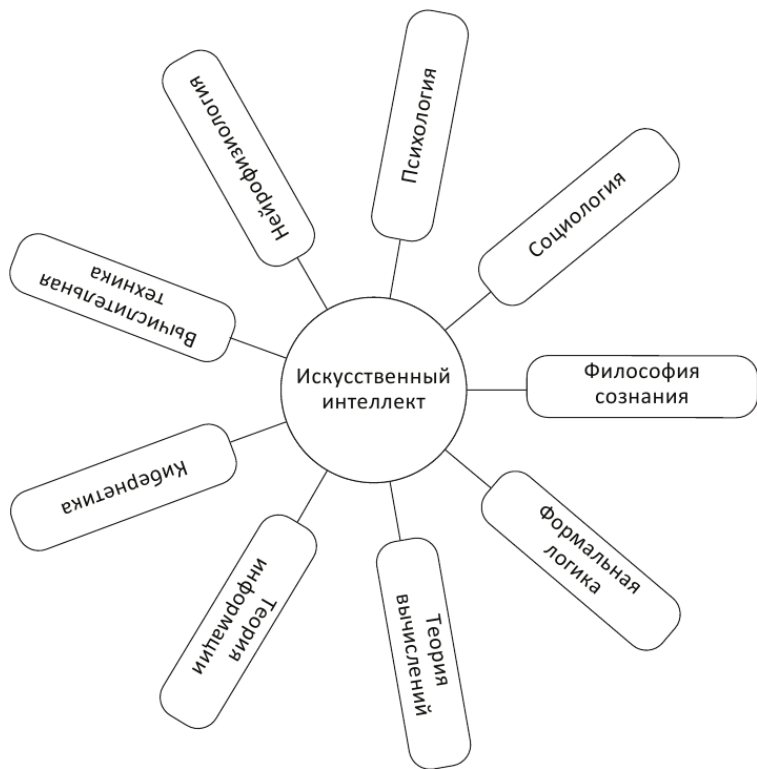 Искусственный
интеллект
Психология
Социология
Философия
сознания
Формальная
логика
Теория
вычислений
Теория
информации
Кибернетика
Вычислительная
техника
Нейрофизиология